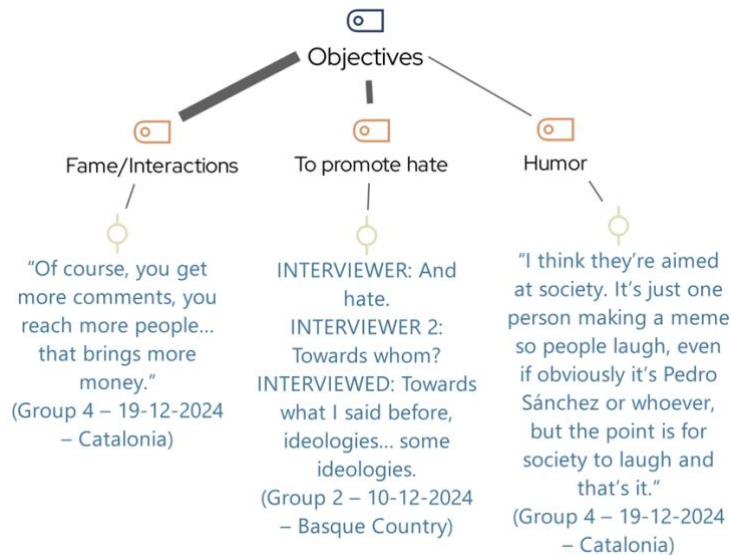 Objectives
Fame/Interactions
To promote hate
Humor
“Of course, you get
more comments, you
reach more people...
that brings more
money.”
(Group 4 – 19-12-2024
– Catalonia)
INTERVIEWER: And
hate.
INTERVIEWER 2:
Towards whom?
INTERVIEWED: Towards
what I said before,
ideologies... some
ideologies.
(Group 2 – 10-12-2024
– Basque Country)
“I think they’re aimed
at society. It’s just one
person making a meme
so people laugh, even
if obviously it’s Pedro
Sánchez or whoever,
but the point is for
society to laugh and
that’s it.”
(Group 4 – 19-12-2024
– Catalonia)